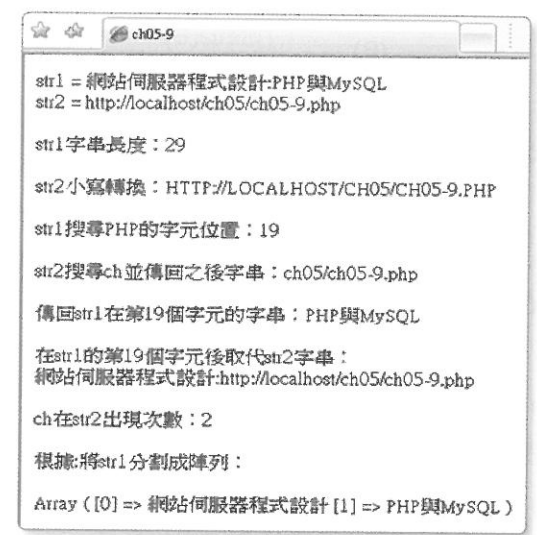 ch05-9
str1 = 網站伺服器程式設計:PHP與MySQL
str2 = http://localhost/ch05/ch05-9.php
str1字串長度：29
str2小寫轉換：HTTP://LOCALHOST/CH05/CH05-9.PHP
str1搜尋PHP的字元位置：19
str2搜尋ch並傳回之後字串：ch05/ch05-9.php
傳回str1在第19個字元的字串：PHP與MySQL
在str1的第19個字元後取代str2字串：
網站伺服器程式設計:http://localhost/ch05/ch05-9.php
ch在str2出現次數：2
根據:將str1分割成陣列：
Array ( [0] => 網站伺服器程式設計 [1] => PHP與MySQL )